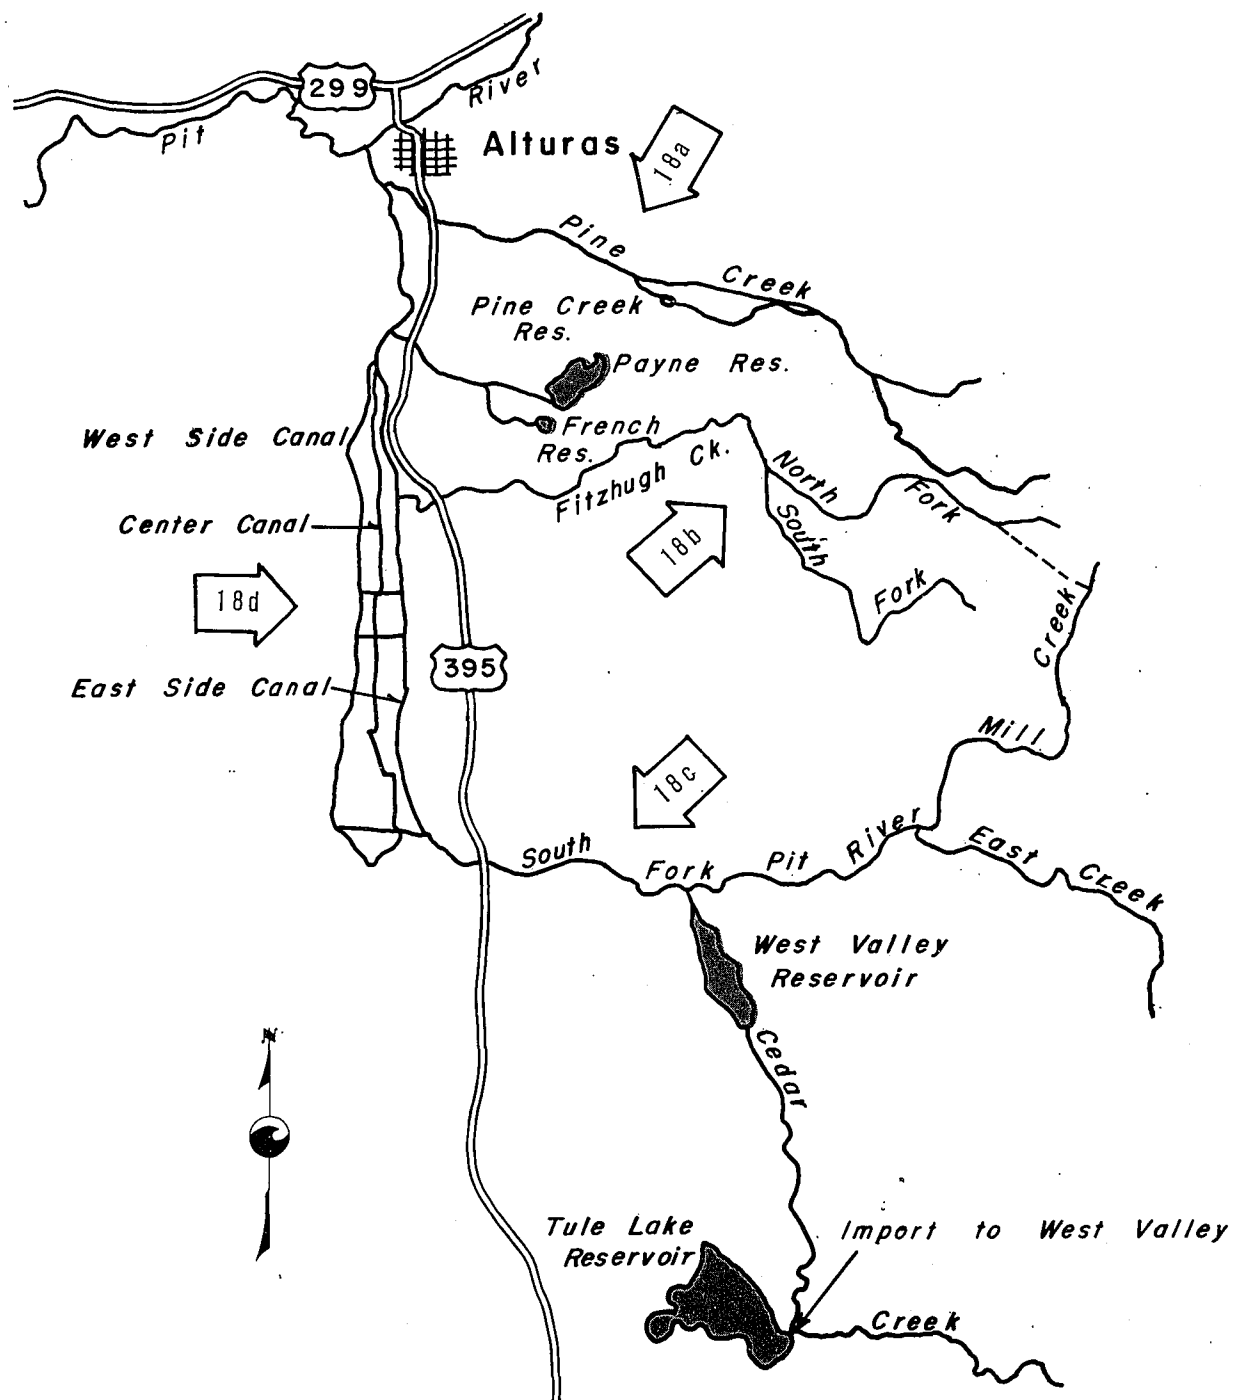 299
River
Pit
Alturas
18a
Pine
Creek
Pine Creek
Res.
Payne Res.
West Side Canal
French
Res.
Fitzhugh Ck.
North
Fork
Center Canal
South
18b
18d
Fork
Creek
395
East Side Canal
Mill
18c
South
Fork
Pit
River
East
Creek
West Valley
Reservoir
N
Cedar
Tule Lake
Reservoir
Import to West Valley
Creek